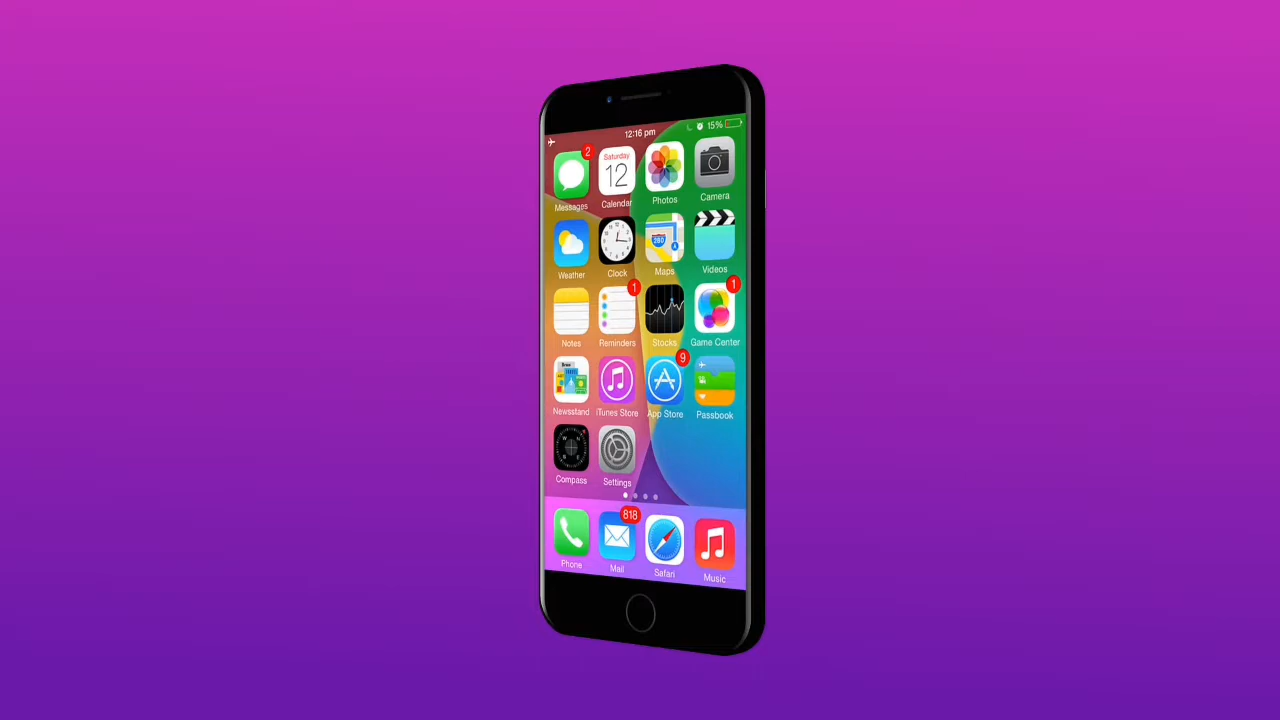 12:16 pm 15%
2
Saturday
12
Messages Calendar Photos Camera
280
Weather Clock Maps Videos
1 1
Notes Reminders Stocks Game Center
9
Newsstand iTunes Store App Store Passbook
Compass Settings
818
Phone Mail Safari Music